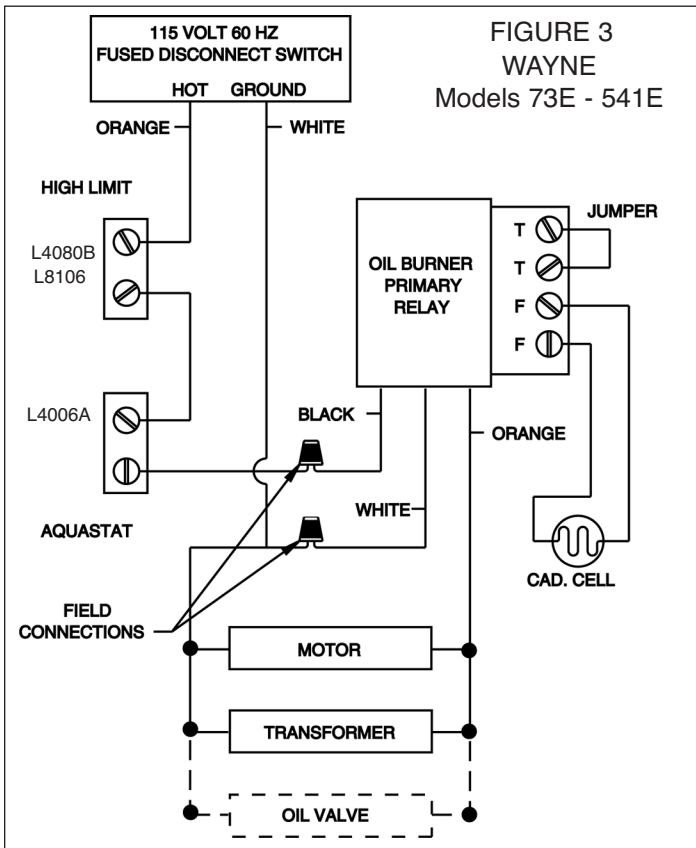 115 VOLT 60 HZ
FUSED DISCONNECT SWITCH
HOT GROUND
FIGURE 3
WAYNE
Models 73E - 541E
ORANGE
WHITE
HIGH LIMIT
L4080B
L8106
OIL BURNER
PRIMARY
RELAY
T
T
F
F
JUMPER
L4006A
BLACK
ORANGE
WHITE
AQUASTAT
CAD. CELL
FIELD
CONNECTIONS
MOTOR
TRANSFORMER
OIL VALVE